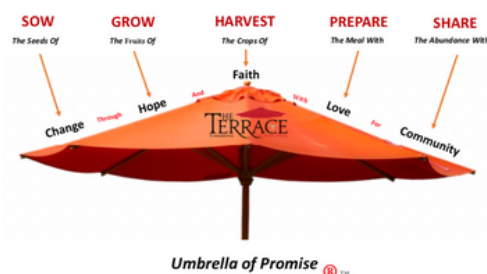 SOW GROW HARVEST PREPARE SHARE
The Seeds Of The Fruits Of The Crops Of The Meal With The Abundance With
Faith
Hope And With Love
Change Through For Community
THE
TERRACE
Umbrella of Promise ® TM